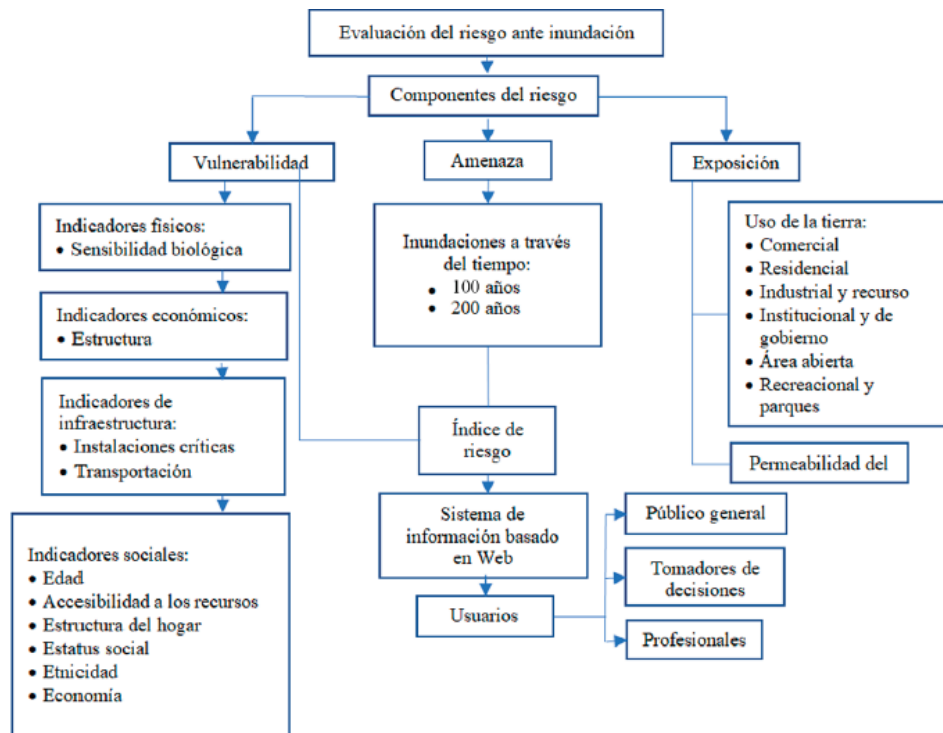 Evaluación del riesgo ante inundación
Componentes del riesgo
Vulnerabilidad
Amenaza
Exposición
Indicadores físicos:
• Sensibilidad biológica
Indicadores económicos:
• Estructura
Indicadores de
infraestructura:
• Instalaciones críticas
• Transportación
Indicadores sociales:
• Edad
• Accesibilidad a los recursos
• Estructura del hogar
• Estatus social
• Etnicidad
• Economía
Inundaciones a través
del tiempo:
• 100 años
• 200 años
Índice de
riesgo
Sistema de
información basado
en Web
Usuarios
Público general
Tomadores de
decisiones
Profesionales
Uso de la tierra:
• Comercial
• Residencial
• Industrial y recurso
• Institucional y de
gobierno
• Área abierta
• Recreacional y
parques
Permeabilidad del